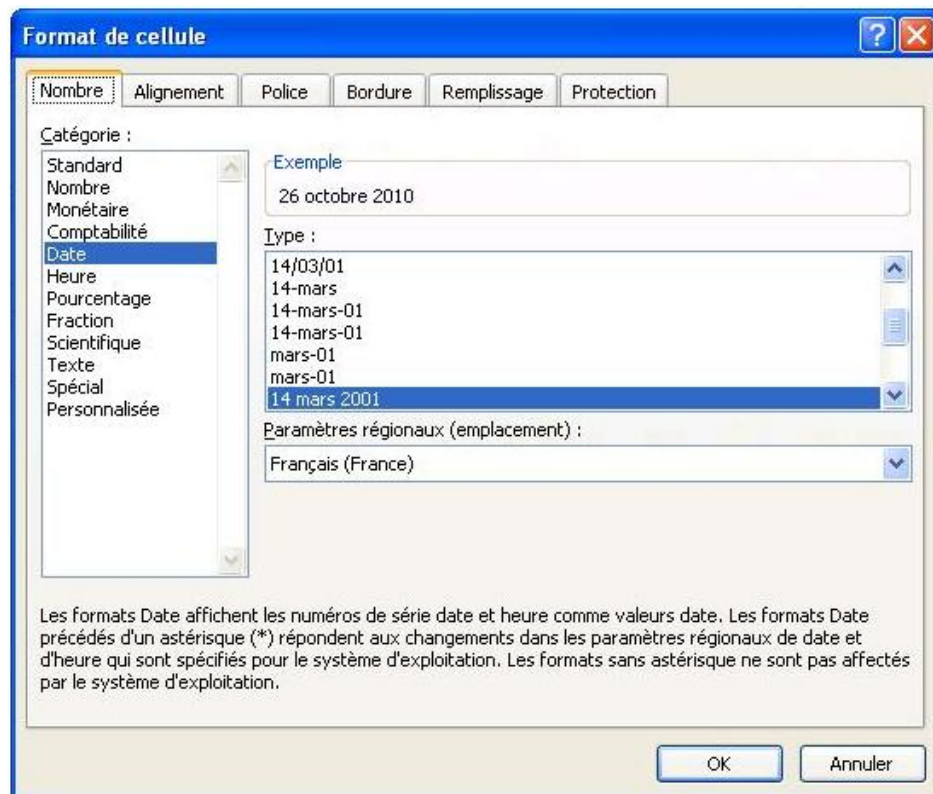 Format de cellule
?
Nombre Alignement Police Bordure Remplissage Protection
Catégorie :
Standard
Nombre
Monétaire
Comptabilité
Date
Heure
Pourcentage
Fraction
Scientifique
Texte
Spécial
Personnalisée
Exemple
26 octobre 2010
Type :
14/03/01
14-mars
14-mars-01
14-mars-01
mars-01
mars-01
14 mars 2001
Paramètres régionaux (emplacement) :
Français (France)
Les formats Date affichent les numéros de série date et heure comme valeurs date. Les formats Date
précédés d'un astérisque (*) répondent aux changements dans les paramètres régionaux de date et
d'heure qui sont spécifiés pour le système d'exploitation. Les formats sans astérisque ne sont pas affectés
par le système d'exploitation.
OK Annuler